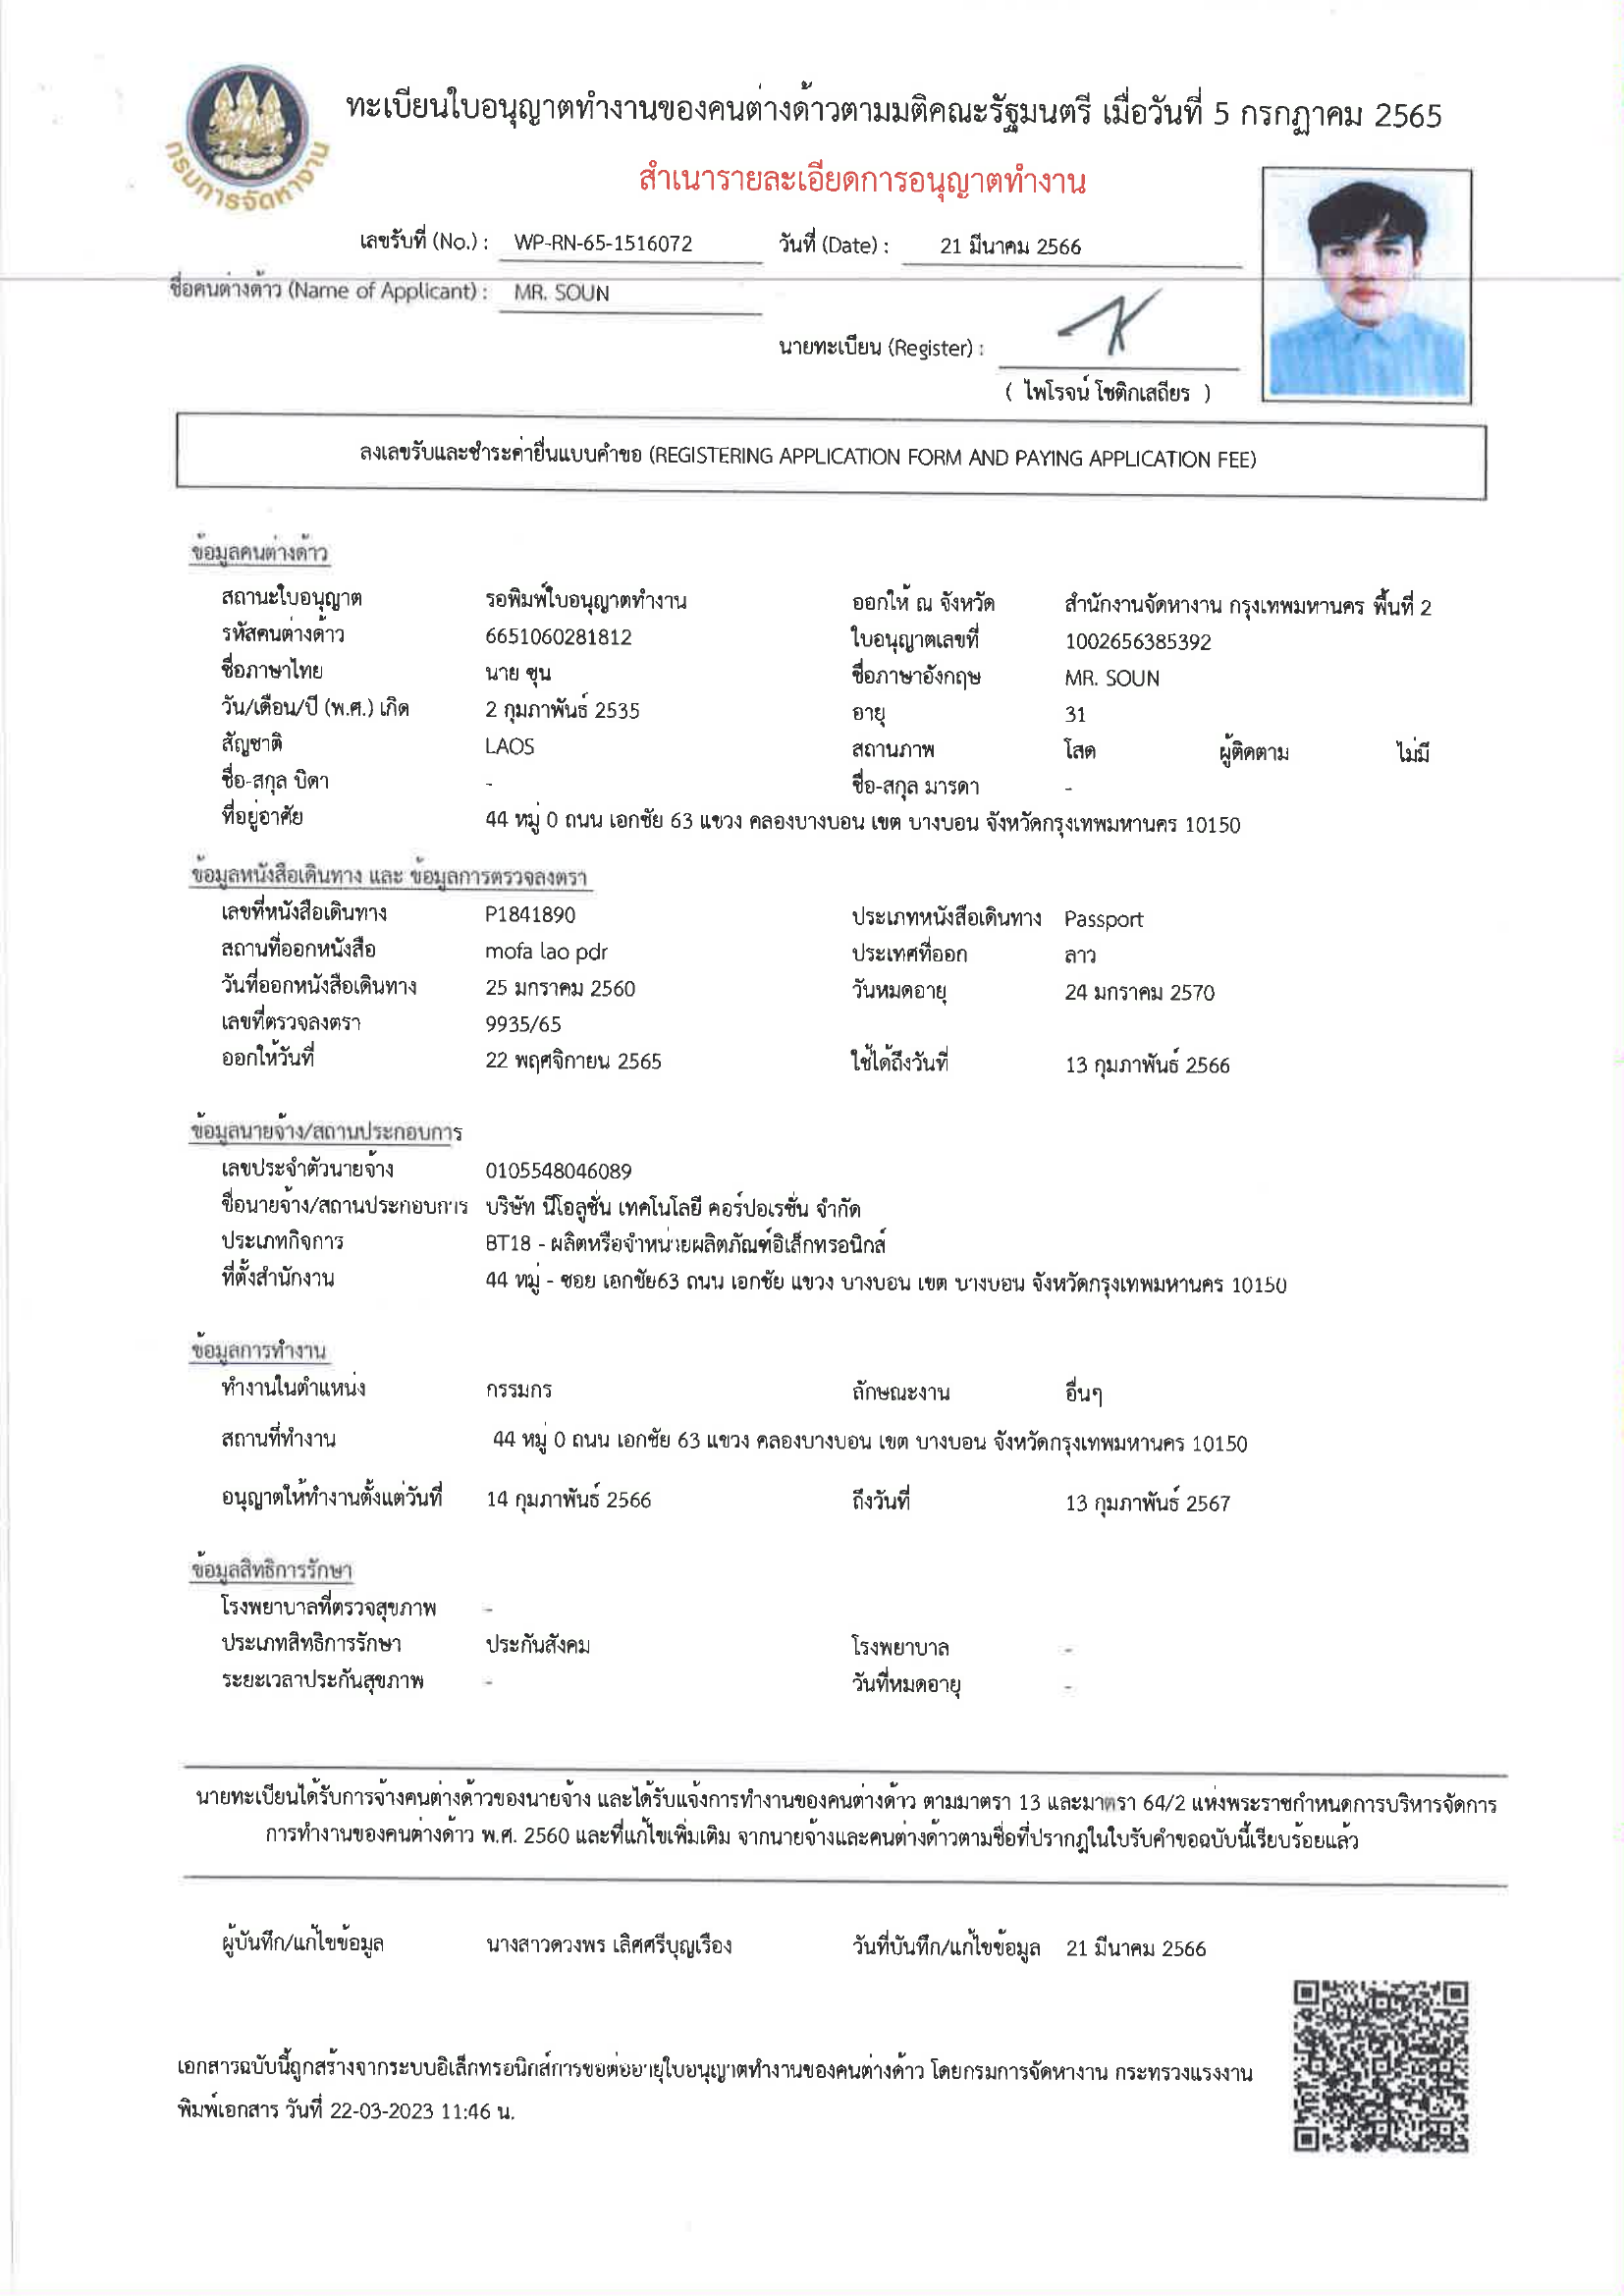 กรมการจัดหางาน
ทะเบียนใบอนุญาตทำงานของคนต่างด้าวตามมติคณะรัฐมนตรี เมื่อวันที่ 5 กรกฏาคม 2565
สำเนารายละเอียดการอนุญาตทำงาน
เลขรับที่ (No.) : WP-RN-65-1516072 วันที่ (Date) : 21 มีนาคม 2566
ชื่อคนต่างด้าว (Name of Applicant) : MR. SOUN
นายทะเบียน (Register) :
( ไพโรจน์ โชติกเสถียร )
ลงเลขรับและชำระค่ายื่นแบบคำขอ (REGISTERING APPLICATION FORM AND PAYING APPLICATION FEE)
ข้อมูลคนต่างด้าว
สถานะใบอนุญาต รอพิมพ์ใบอนุญาตทำงาน ออกให้ ณ จังหวัด สำนักงานจัดหางาน กรุงเทพมหานคร พื้นที่ 2
รหัสคนต่างด้าว 6651060281812 ใบอนุญาตเลขที่ 1002656385392
ชื่อภาษาไทย นาย ซุน ชื่อภาษาอังกฤษ MR. SOUN
วัน/เดือน/ปี (พ.ศ.) เกิด 2 กุมภาพันธ์ 2535 อายุ 31
สัญชาติ LAOS สถานภาพ โสด ผู้ติดตาม ไม่มี
ชื่อ-สกุล บิดา - ชื่อ-สกุล มารดา -
ที่อยู่อาศัย 44 หมู่ 0 ถนน เอกชัย 63 แขวง คลองบางบอน เขต บางบอน จังหวัดกรุงเทพมหานคร 10150
ข้อมูลหนังสือเดินทาง และ ข้อมูลการตรวจลงตรา
เลขที่หนังสือเดินทาง P1841890 ประเภทหนังสือเดินทาง Passport
สถานที่ออกหนังสือ mofa lao pdr ประเทศที่ออก ลาว
วันที่ออกหนังสือเดินทาง 25 มกราคม 2560 วันหมดอายุ 24 มกราคม 2570
เลขที่ตรวจลงตรา 9935/65
ออกให้วันที่ 22 พฤศจิกายน 2565 ใช้ได้ถึงวันที่ 13 กุมภาพันธ์ 2566
ข้อมูลนายจ้าง/สถานประกอบการ
เลขประจำตัวนายจ้าง 0105548046089
ชื่อนายจ้าง/สถานประกอบการ บริษัท นีโอลูชั่น เทคโนโลยี คอร์ปอเรชั่น จำกัด
ประเภทกิจการ BT18 - ผลิตหรือจำหน่ายผลิตภัณฑ์อิเล็กทรอนิกส์
ที่ตั้งสำนักงาน 44 หมู่ - ซอย เอกชัย63 ถนน เอกชัย แขวง บางบอน เขต บางบอน จังหวัดกรุงเทพมหานคร 10150
ข้อมูลการทำงาน
ทำงานในตำแหน่ง กรรมกร ลักษณะงาน อื่นๆ
สถานที่ทำงาน 44 หมู่ 0 ถนน เอกชัย 63 แขวง คลองบางบอน เขต บางบอน จังหวัดกรุงเทพมหานคร 10150
อนุญาตให้ทำงานตั้งแต่วันที่ 14 กุมภาพันธ์ 2566 ถึงวันที่ 13 กุมภาพันธ์ 2567
ข้อมูลสิทธิการรักษา
โรงพยาบาลที่ตรวจสุขภาพ -
ประเภทสิทธิการรักษา ประกันสังคม โรงพยาบาล -
ระยะเวลาประกันสุขภาพ - วันที่หมดอายุ -
นายทะเบียนได้รับการจ้างคนต่างด้าวของนายจ้าง และได้รับแจ้งการทำงานของคนต่างด้าว ตามมาตรา 13 และมาตรา 64/2 แห่งพระราชกำหนดการบริหารจัดการ
การทำงานของคนต่างด้าว พ.ศ. 2560 และที่แก้ไขเพิ่มเติม จากนายจ้างและคนต่างด้าวตามชื่อที่ปรากฏในใบรับคำขอฉบับนี้เรียบร้อยแล้ว
ผู้บันทึก/แก้ไขข้อมูล นางสาวดวงพร เลิศศรีบุญเรือง วันที่บันทึก/แก้ไขข้อมูล 21 มีนาคม 2566
เอกสารฉบับนี้ถูกสร้างจากระบบอิเล็กทรอนิกส์การขอต่ออายุใบอนุญาตทำงานของคนต่างด้าว โดยกรมการจัดหางาน กระทรวงแรงงาน
พิมพ์เอกสาร วันที่ 22-03-2023 11:46 น.